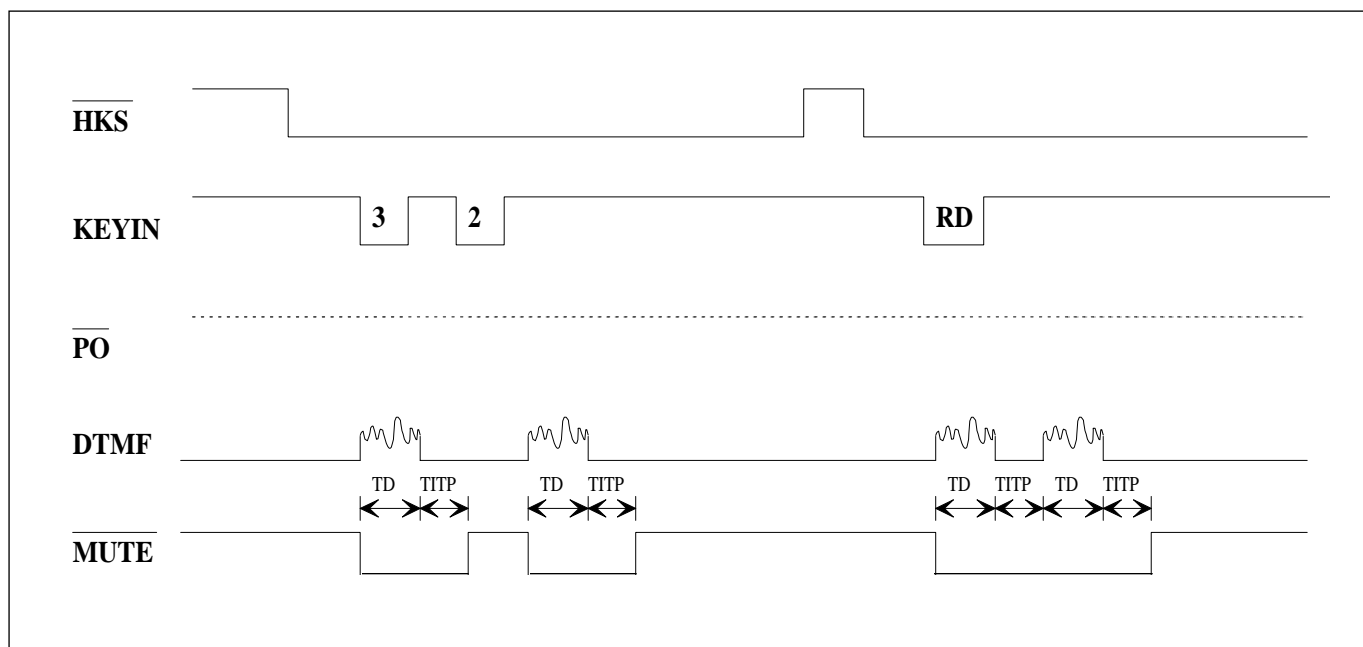 HKS
KEYIN 3 2 RD
PO
DTMF
TD TITP TD TITP TD TITP TD TITP
MUTE